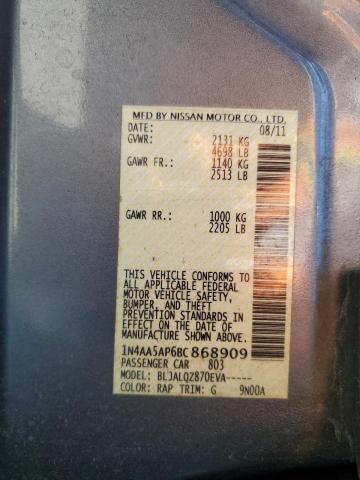 MFD BY NISSAN MOTOR CO., LTD.
DATE: 08/11
GVWR: 2131 KG
4698 LB
GAWR FR.: 1140 KG
2513 LB
GAWR RR.: 1000 KG
2205 LB
THIS VEHICLE CONFORMS TO
ALL APPLICABLE FEDERAL
MOTOR VEHICLE SAFETY,
BUMPER, AND THEFT
PREVENTION STANDARDS
IN EFFECT ON THE DATE OF
MANUFACTURE SHOWN ABOVE
1N4AA5AP6BC868909
PASSENGER CAR 803
MODEL: BLJALQZ870EVA-----
COLOR: RAP TRIM: G 9N00A